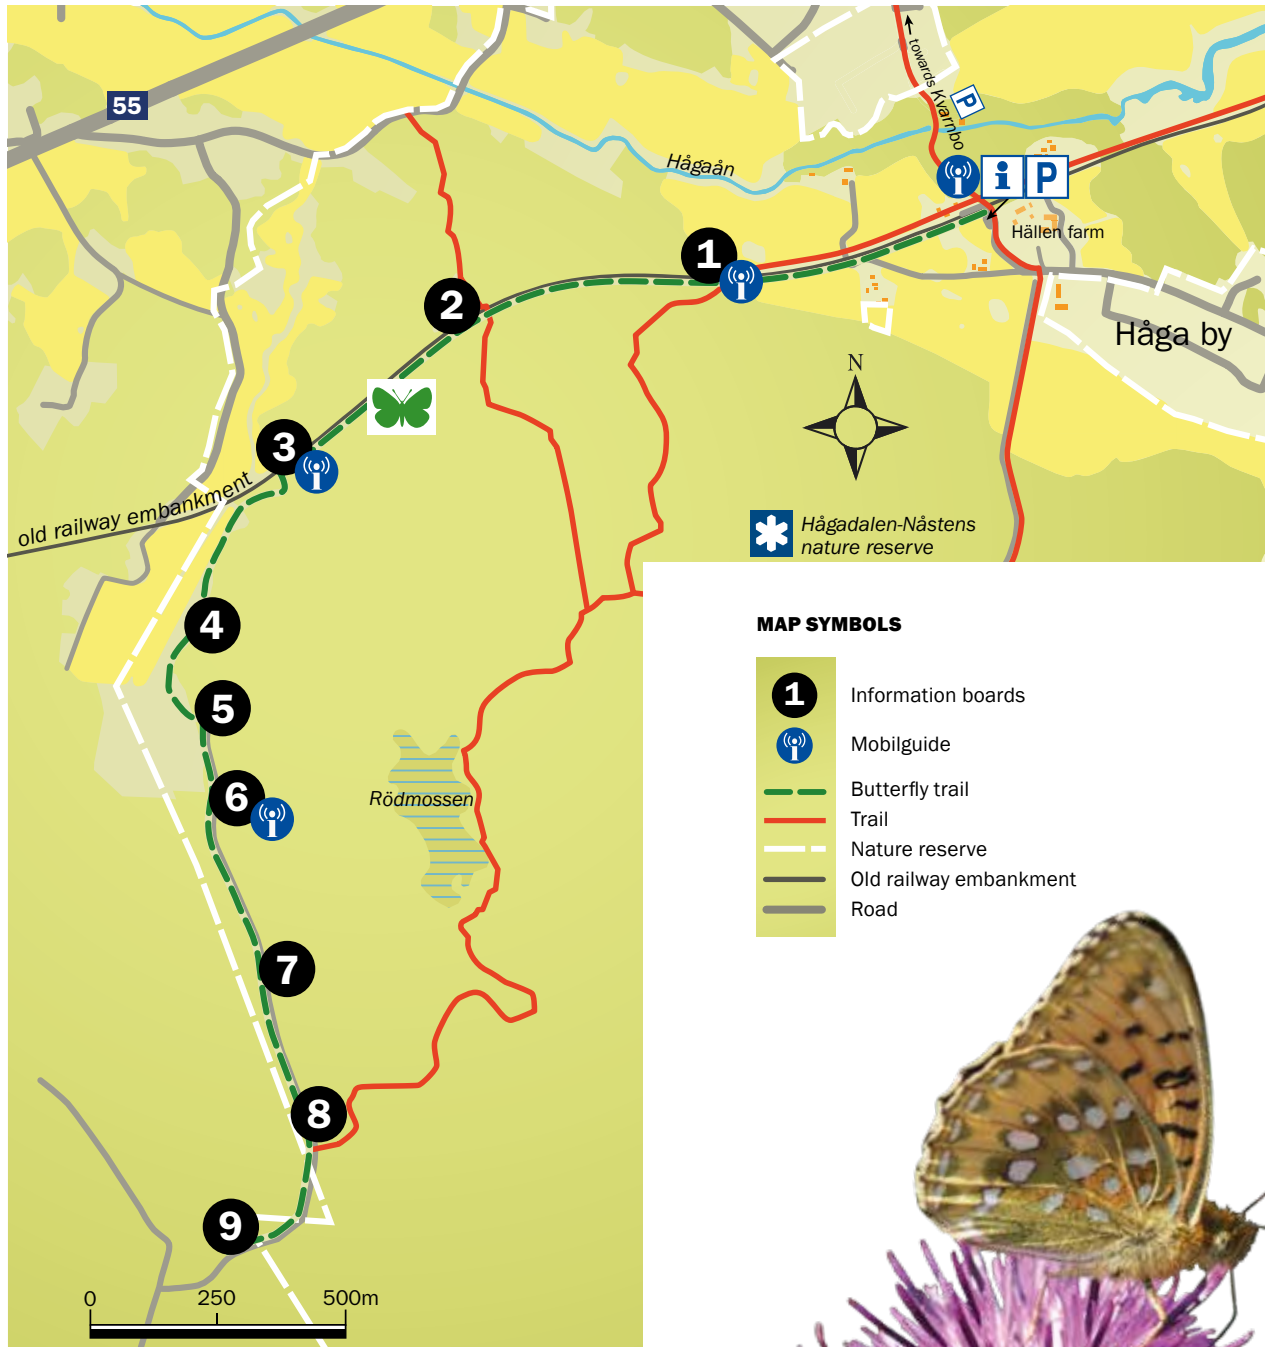 55
towards Kvarnbo
P
Hågaån
i P
Hällen farm
1
2
Håga by
N
3
old railway embankment
Hågadalen-Nåstens
nature reserve
4
5
6
Rödmossen
7
8
9
0 250 500m
MAP SYMBOLS
1 Information boards
Mobilguide
Butterfly trail
Trail
Nature reserve
Old railway embankment
Road